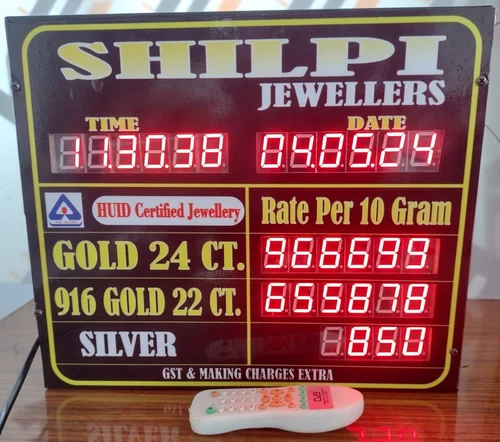 SHILPI
JEWELLERS
TIME DATE
11.30.38 04.05.24
HUID Certified Jewellery Rate Per 10 Gram
GOLD 24 CT. 966699
916 GOLD 22 CT. 655878
SILVER 850
GST & MAKING CHARGES EXTRA